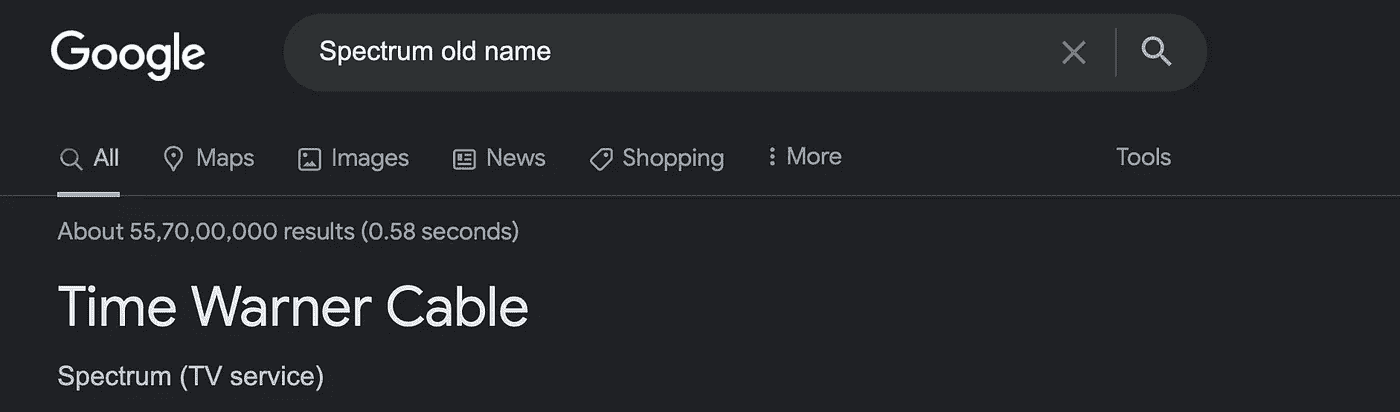 Google Spectrum old name
All Maps Images News Shopping More Tools
About 55,70,00,000 results (0.58 seconds)
Time Warner Cable
Spectrum (TV service)